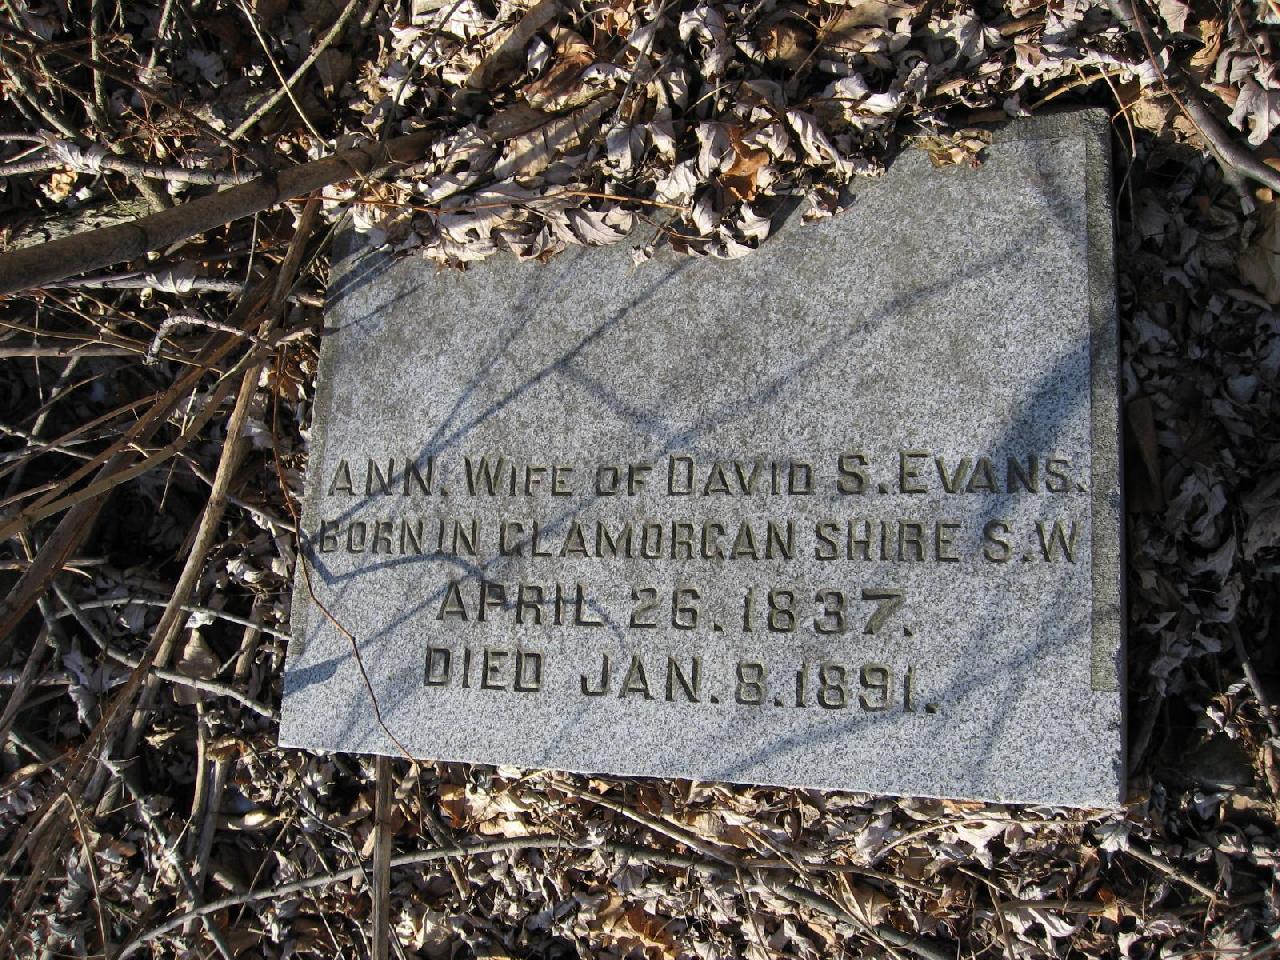 ANN. WIFE OF DAVID S. EVANS.
BORN IN GLAMORGAN SHIRE S.W
APRIL 26.1837.
DIED JAN.8.1891.